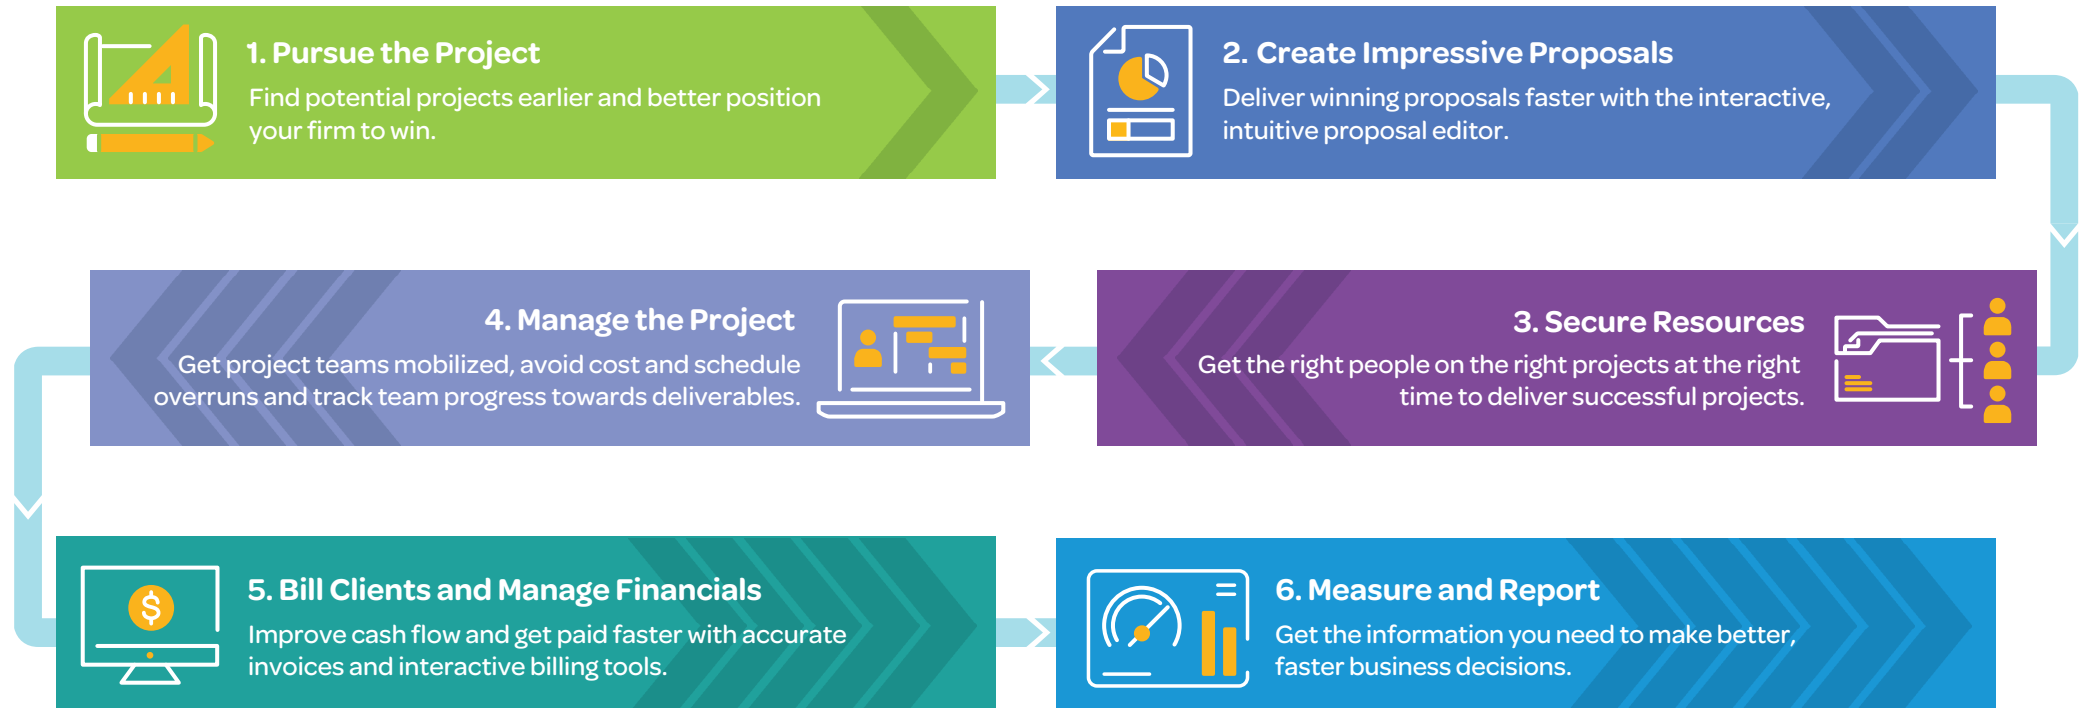 1. Pursue the Project
Find potential projects earlier and better position
your firm to win.
2. Create Impressive Proposals
Deliver winning proposals faster with the interactive,
intuitive proposal editor.
3. Secure Resources
Get the right people on the right projects at the right
time to deliver successful projects.
4. Manage the Project
Get project teams mobilized, avoid cost and schedule
overruns and track team progress towards deliverables.
$
5. Bill Clients and Manage Financials
Improve cash flow and get paid faster with accurate
invoices and interactive billing tools.
6. Measure and Report
Get the information you need to make better,
faster business decisions.